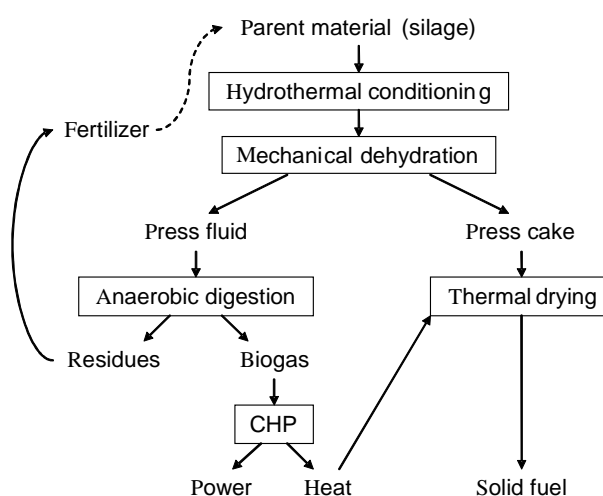 Parent material (silage)
Hydrothermal conditioning
Fertilizer
Mechanical dehydration
Press fluid
Press cake
Anaerobic digestion
Thermal drying
Residues
Biogas
CHP
Power
Heat
Solid fuel